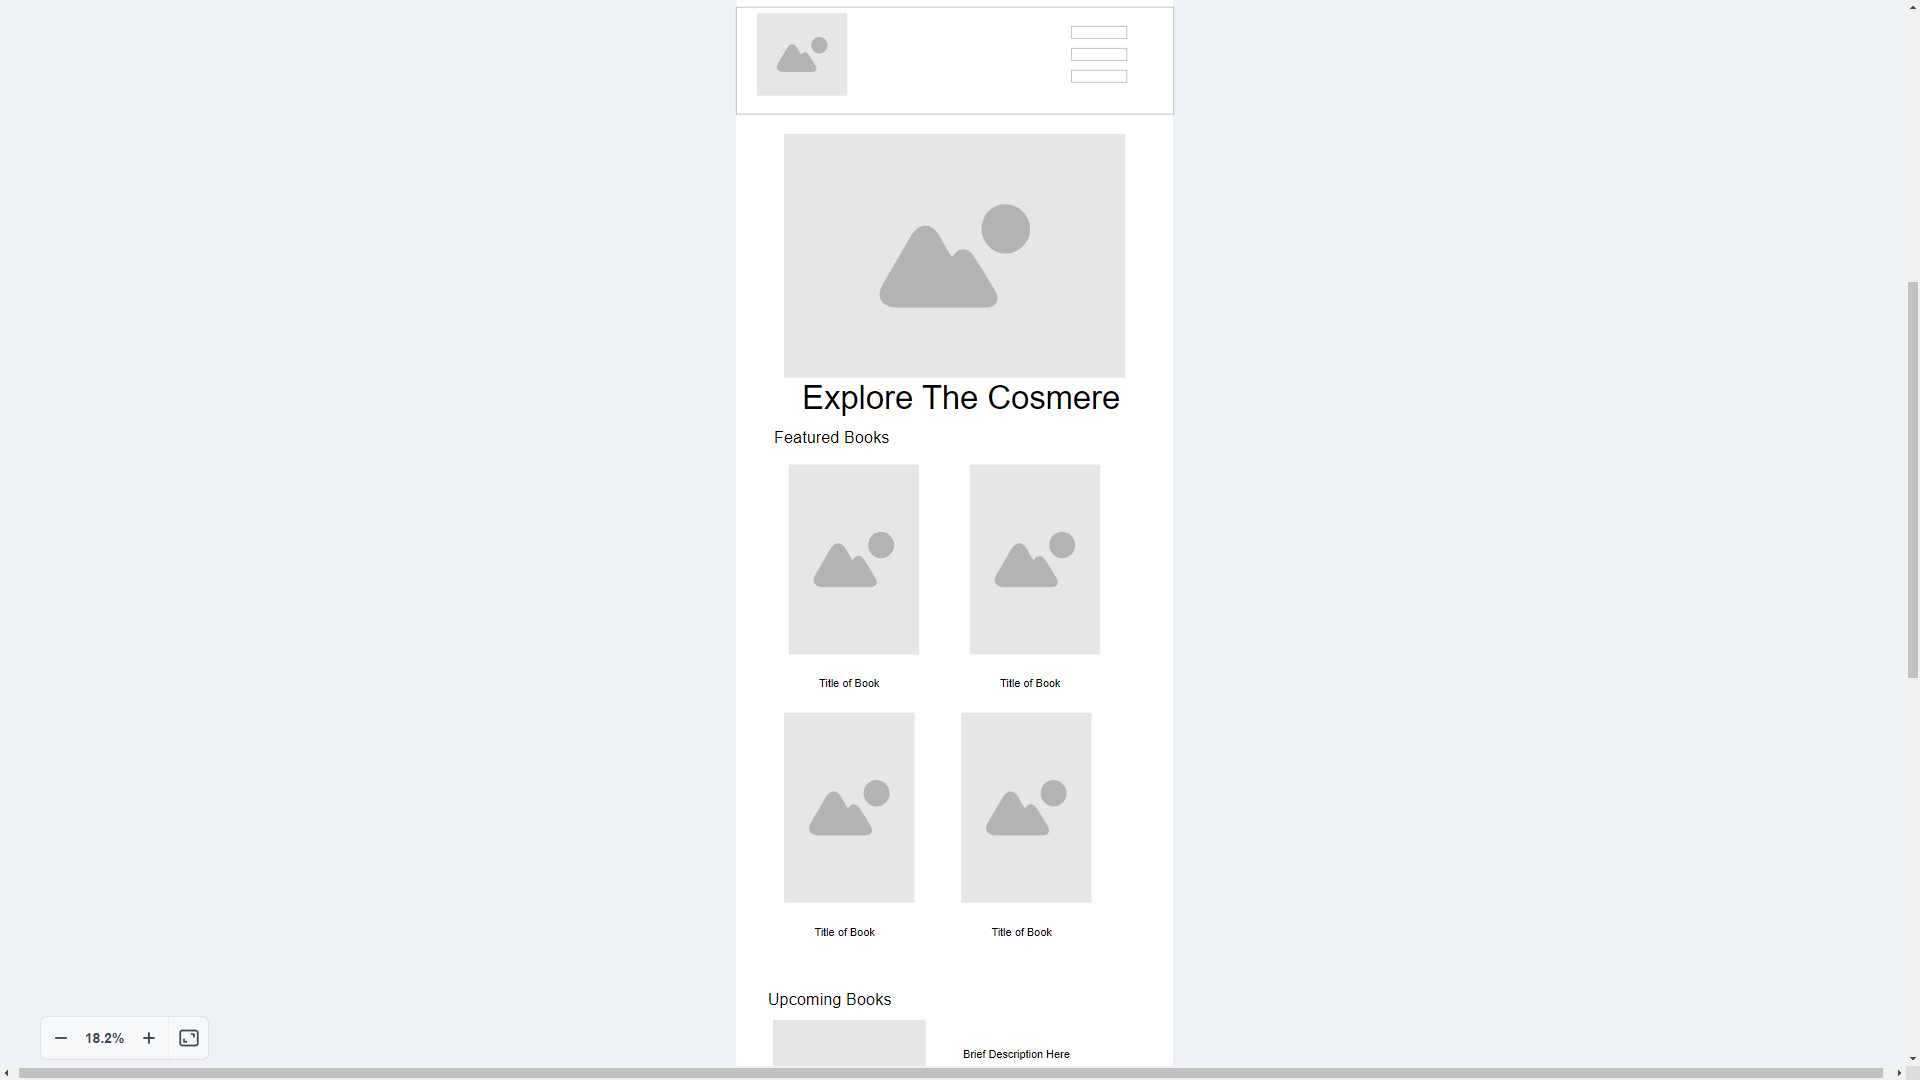 Explore The Cosmere
Featured Books
Title of Book
Title of Book
Title of Book
Title of Book
Upcoming Books
Brief Description Here
18.2%